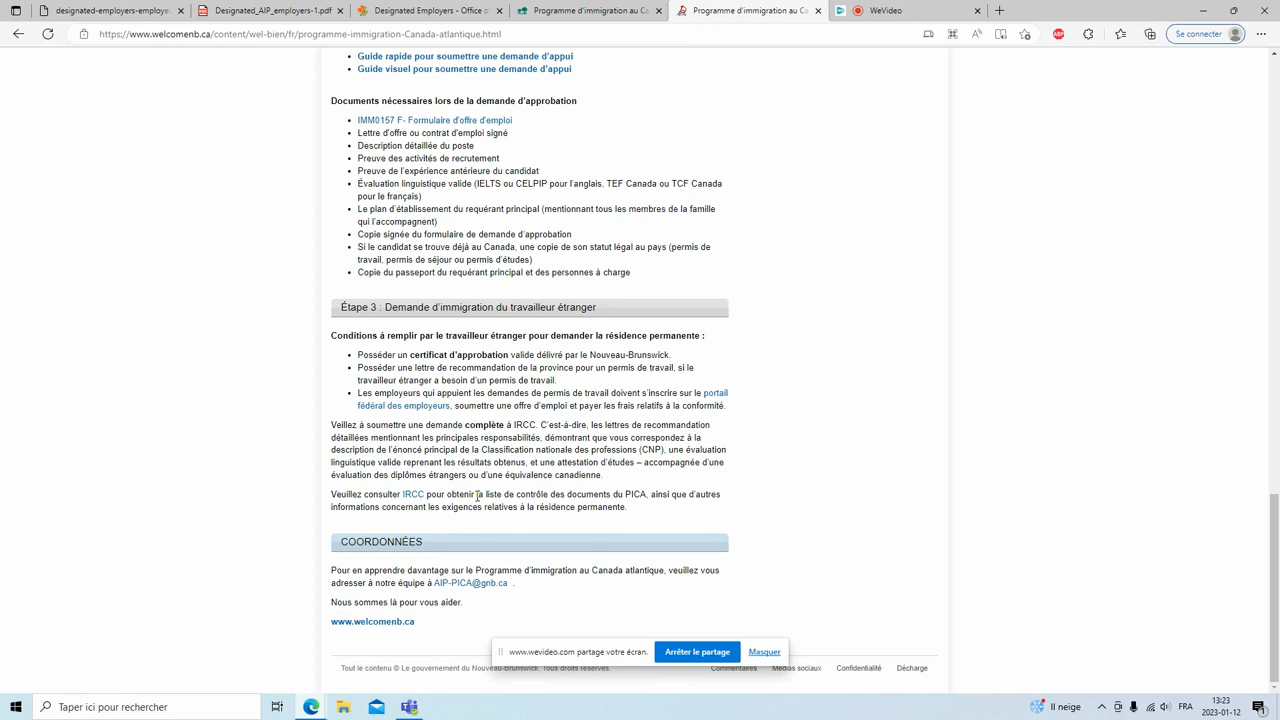 designated-employers-employe
Designated_AIP_employers-1.pdf
Designated Employers - Office o
Programme d'immigration au Ca
Programme d'immigration au Ca
WeVideo
https://www.welcomenb.ca/content/wel-bien/fr/programme-immigration-Canada-atlantique.html
Se connecter
Guide rapide pour soumettre une demande d'appui
Guide visuel pour soumettre une demande d'appui
Documents nécessaires lors de la demande d'approbation
IMM0157 F- Formulaire d'offre d'emploi
Lettre d'offre ou contrat d'emploi signé
Description détaillée du poste
Preuve des activités de recrutement
Preuve de l'expérience antérieure du candidat
Évaluation linguistique valide (IELTS ou CELPIP pour l'anglais, TEF Canada ou TCF Canada
pour le français)
Le plan d'établissement du requérant principal (mentionnant tous les membres de la famille
qui l'accompagnent)
Copie signée du formulaire de demande d'approbation
Si le candidat se trouve déjà au Canada, une copie de son statut légal au pays (permis de
travail, permis de séjour ou permis d'études)
Copie du passeport du requérant principal et des personnes à charge
Étape 3 : Demande d'immigration du travailleur étranger
Conditions à remplir par le travailleur étranger pour demander la résidence permanente :
Posséder un certificat d'approbation valide délivré par le Nouveau-Brunswick.
Posséder une lettre de recommandation de la province pour un permis de travail, si le
travailleur étranger a besoin d'un permis de travail.
Les employeurs qui appuient les demandes de permis de travail doivent s'inscrire sur le portail
fédéral des employeurs, soumettre une offre d'emploi et payer les frais relatifs à la conformité.
Veillez à soumettre une demande complète à IRCC. C'est-à-dire, les lettres de recommandation
détaillées mentionnant les principales responsabilités, démontrant que vous correspondez à la
description de l'énoncé principal de la Classification nationale des professions (CNP), une évaluation
linguistique valide reprenant les résultats obtenus, et une attestation d'études – accompagnée d'une
évaluation des diplômes étrangers ou d'une équivalence canadienne.
Veuillez consulter IRCC pour obtenir la liste de contrôle des documents du PICA, ainsi que d'autres
informations concernant les exigences relatives à la résidence permanente.
COORDONNÉES
Pour en apprendre davantage sur le Programme d'immigration au Canada atlantique, veuillez vous
adresser à notre équipe à AIP-PICA@gnb.ca .
Nous sommes là pour vous aider.
www.welcomenb.ca
www.wevideo.com partage votre écran. Arrêter le partage Masquer
Tout le contenu © Le gouvernement du Nouveau-Brunswick. Tous droits réservés. Commentaires Médias sociaux Confidentialité Décharge
Taper ici pour rechercher
Il neige
FRA
13:23
2023-01-12